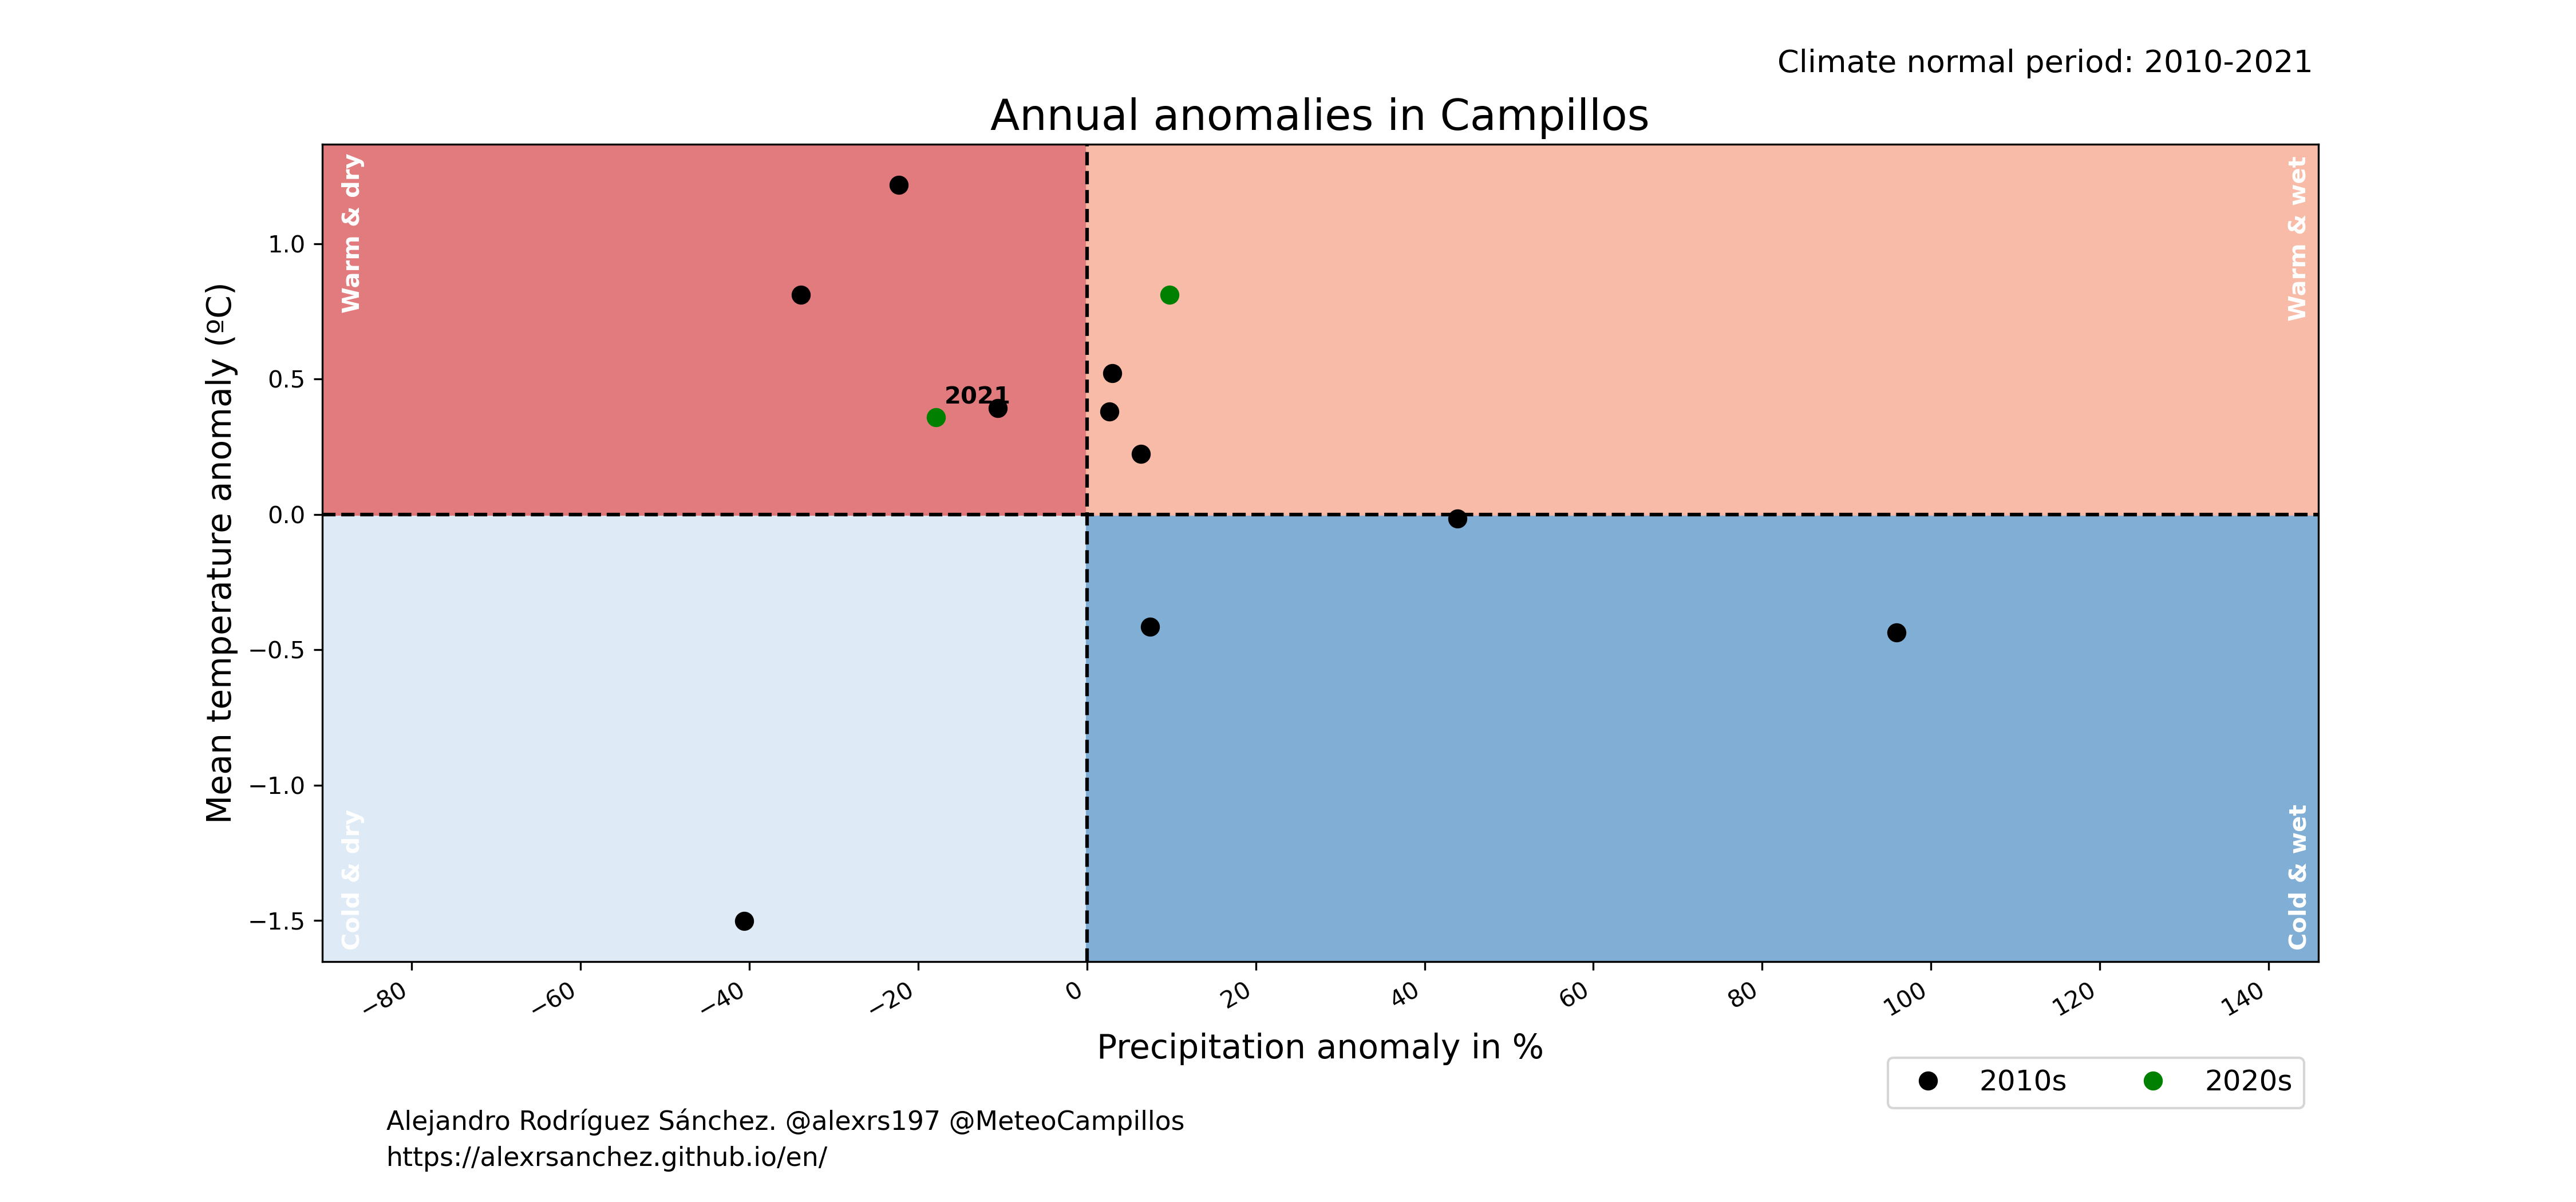 Climate normal period: 2010-2021
Annual anomalies in Campillos
Warm & dry
Warm & wet
Cold & dry
Cold & wet
2021
Mean temperature anomaly (ºC)
1.0
0.5
0.0
−0.5
−1.0
−1.5
−80 −60 −40 −20 0 20 40 60 80 100 120 140
Precipitation anomaly in %
2010s 2020s
Alejandro Rodríguez Sánchez. @alexrs197 @MeteoCampillos
https://alexrsanchez.github.io/en/